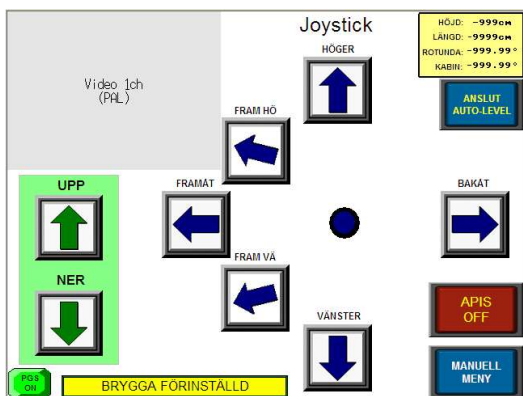 Joystick
HÖJD: -999cm
LÄNGD: -9999cm
ROTUNDA: -999.99°
KABIN: -999.99°
HÖGER
Video 1ch
(PAL)
ANSLUT
AUTO-LEVEL
FRAM HÖ
UPP
FRAMÅT
BAKÅT
FRAM VÄ
NER
APIS
OFF
VÄNSTER
MANUELL
MENY
PGS
ON
BRYGGA FÖRINSTÄLLD